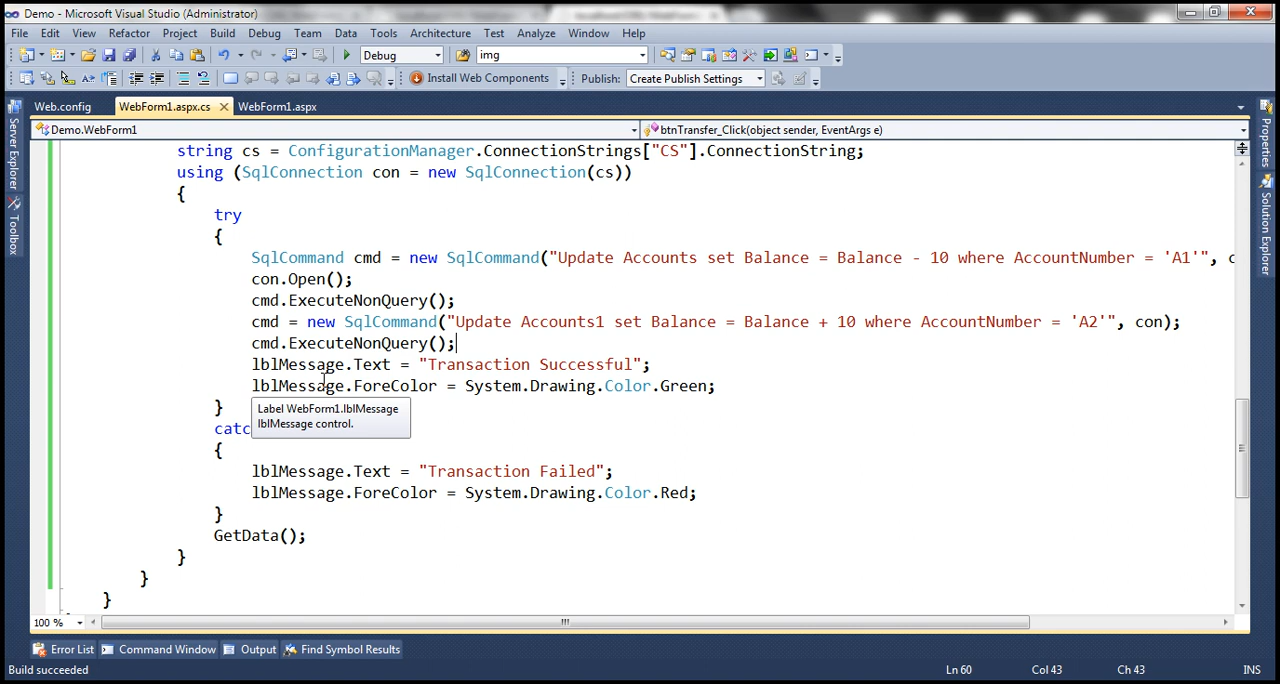 Demo - Microsoft Visual Studio (Administrator)
File Edit View Refactor Project Build Debug Team Data Tools Architecture Test Analyze Window Help
Debug img
Install Web Components Publish: Create Publish Settings
Web.config WebForm1.aspx.cs WebForm1.aspx
Demo.WebForm1 btnTransfer_Click(object sender, EventArgs e)
string cs = ConfigurationManager.ConnectionStrings["CS"].ConnectionString;
using (SqlConnection con = new SqlConnection(cs))
{
try
{
SqlCommand cmd = new SqlCommand("Update Accounts set Balance = Balance - 10 where AccountNumber = 'A1'", c
con.Open();
cmd.ExecuteNonQuery();
cmd = new SqlCommand("Update Accounts1 set Balance = Balance + 10 where AccountNumber = 'A2'", con);
cmd.ExecuteNonQuery();
lblMessage.Text = "Transaction Successful";
lblMessage.ForeColor = System.Drawing.Color.Green;
}
Label WebForm1.lblMessage
lblMessage control.
catc
{
lblMessage.Text = "Transaction Failed";
lblMessage.ForeColor = System.Drawing.Color.Red;
}
GetData();
}
}
}
100 %
Error List Command Window Output Find Symbol Results
Build succeeded Ln 60 Col 43 Ch 43 INS
Server Explorer
Toolbox
Properties
Solution Explorer